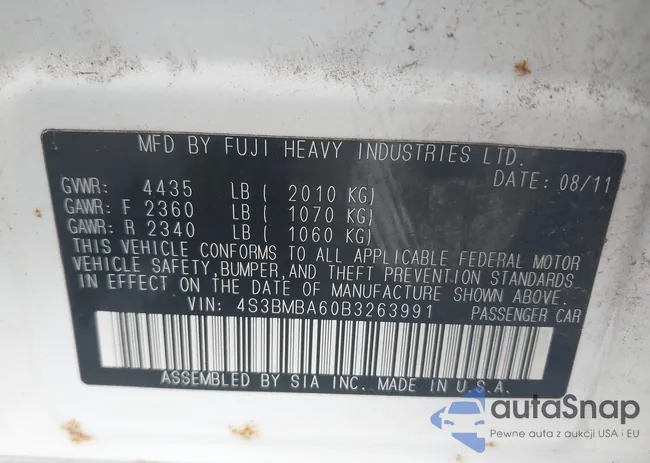 MFD BY FUJI HEAVY INDUSTRIES LTD.
DATE: 08/11
GVWR: 4435 LB ( 2010 KG)
GAWR: F 2360 LB ( 1070 KG)
GAWR: R 2340 LB ( 1060 KG)
THIS VEHICLE CONFORMS TO ALL APPLICABLE FEDERAL MOTOR
VEHICLE SAFETY, BUMPER, AND THEFT PREVENTION STANDARDS
IN EFFECT ON THE DATE OF MANUFACTURE SHOWN ABOVE.
VIN: 4S3BMBA60B3263991 PASSENGER CAR
ASSEMBLED BY SIA INC. MADE IN U.S.A.
autaSnap
Pewne auta z aukcji USA i EU